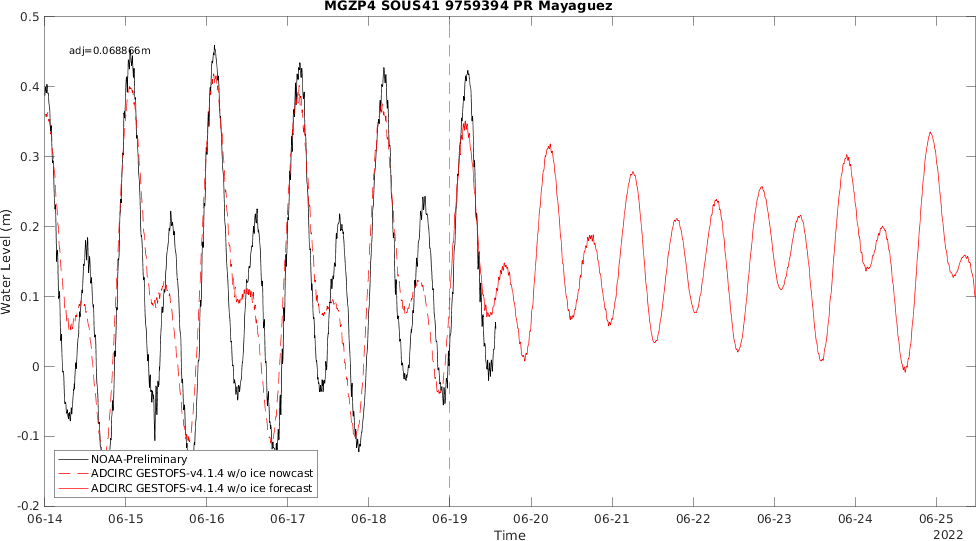 MGZP4 SOUS41 9759394 PR Mayaguez
0.5
adj=0.068866m
0.4
0.3
0.2
0.1
0
-0.1
-0.2
Water Level (m)
NOAA-Preliminary
ADCIRC GESTOFS-v4.1.4 w/o ice nowcast
ADCIRC GESTOFS-v4.1.4 w/o ice forecast
06-14 06-15 06-16 06-17 06-18 06-19 06-20 06-21 06-22 06-23 06-24 06-25
Time
2022